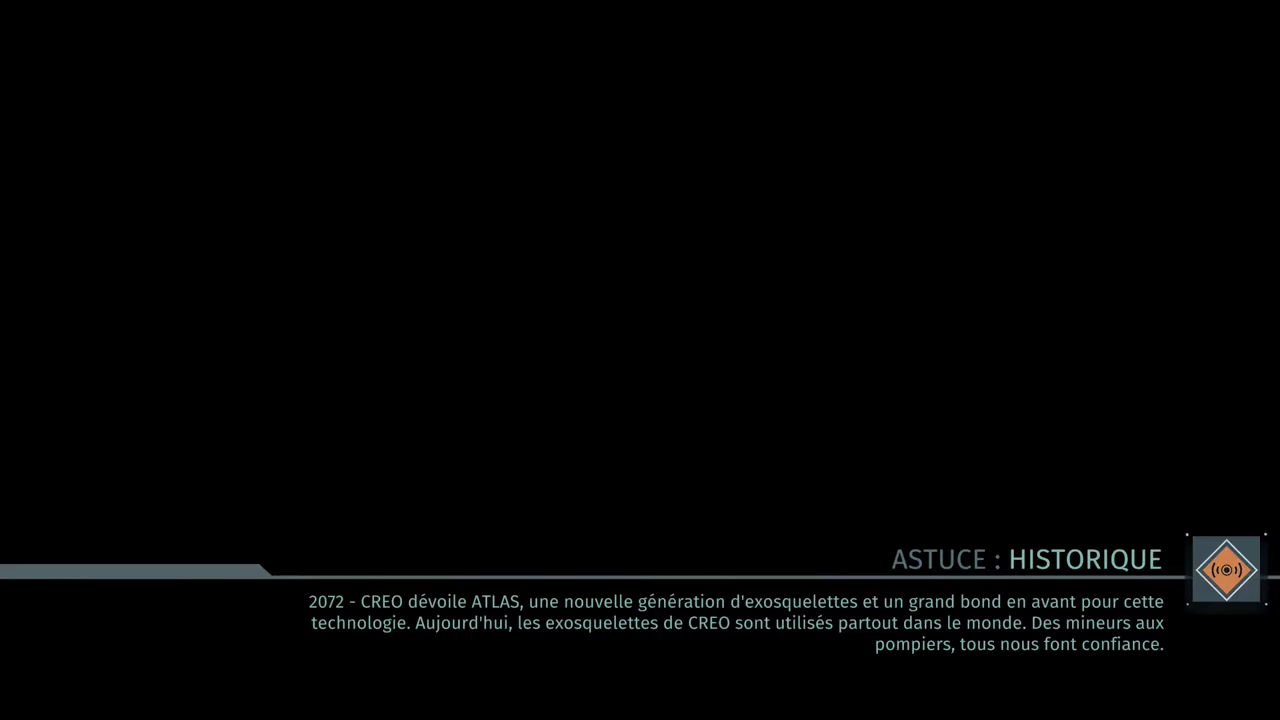 ASTUCE : HISTORIQUE
2072 - CREO dévoile ATLAS, une nouvelle génération d'exosquelettes et un grand bond en avant pour cette
technologie. Aujourd'hui, les exosquelettes de CREO sont utilisés partout dans le monde. Des mineurs aux
pompiers, tous nous font confiance.